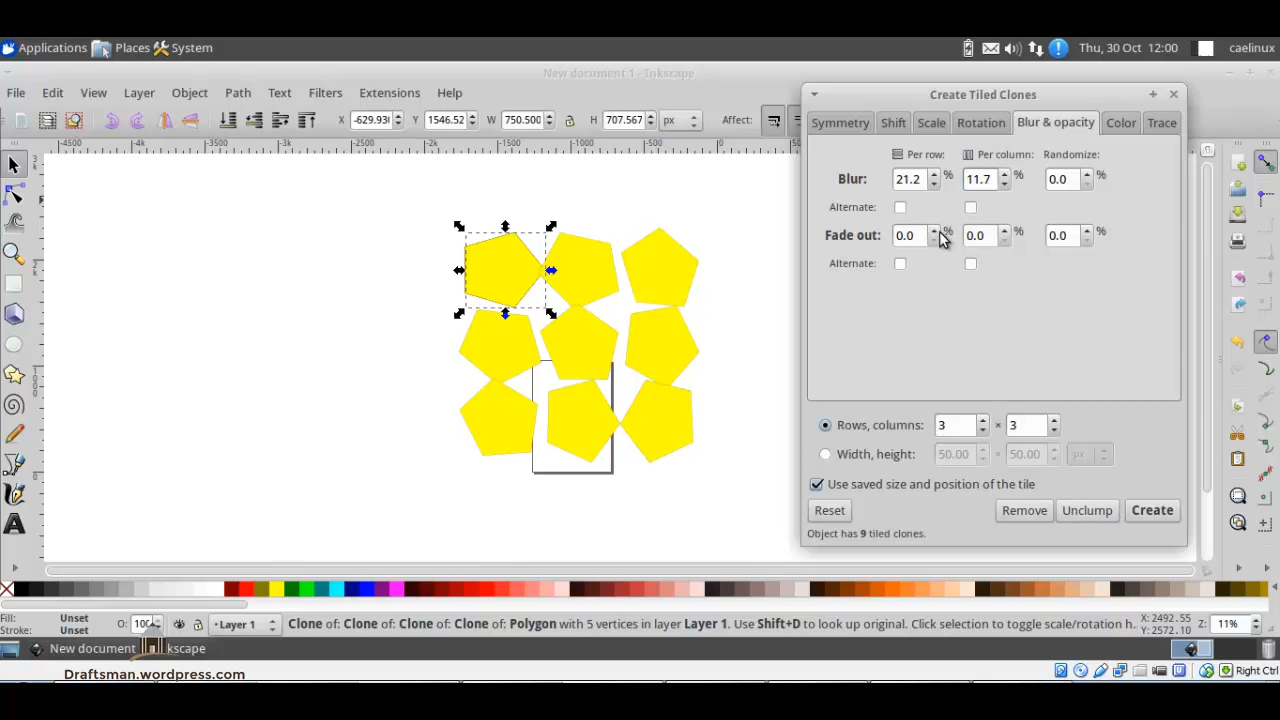 Applications Places System Thu, 30 Oct 12:00 caelinux
New document 1 - Inkscape
File Edit View Layer Object Path Text Filters Extensions Help
X -629.93 Y 1546.52 W 750.500 H 707.567 px Affect:
Create Tiled Clones
Symmetry Shift Scale Rotation Blur & opacity Color Trace
Per row: Per column: Randomize:
Blur: 21.2 % 11.7 % 0.0 %
Alternate:
Fade out: 0.0 % 0.0 % 0.0 %
Alternate:
Rows, columns: 3 × 3
Width, height: 50.00 × 50.00 px
Use saved size and position of the tile
Reset Remove Unclump Create
Object has 9 tiled clones.
Fill: Unset
Stroke: Unset
O: 100 Layer 1 Clone of: Clone of: Clone of: Clone of: Polygon with 5 vertices in layer Layer 1. Use Shift+D to look up original. Click selection to toggle scale/rotation h.
X: 2492.55
Y: 2572.10
Z: 11%
New document kscape
Draftsman.wordpress.com
Right Ctrl